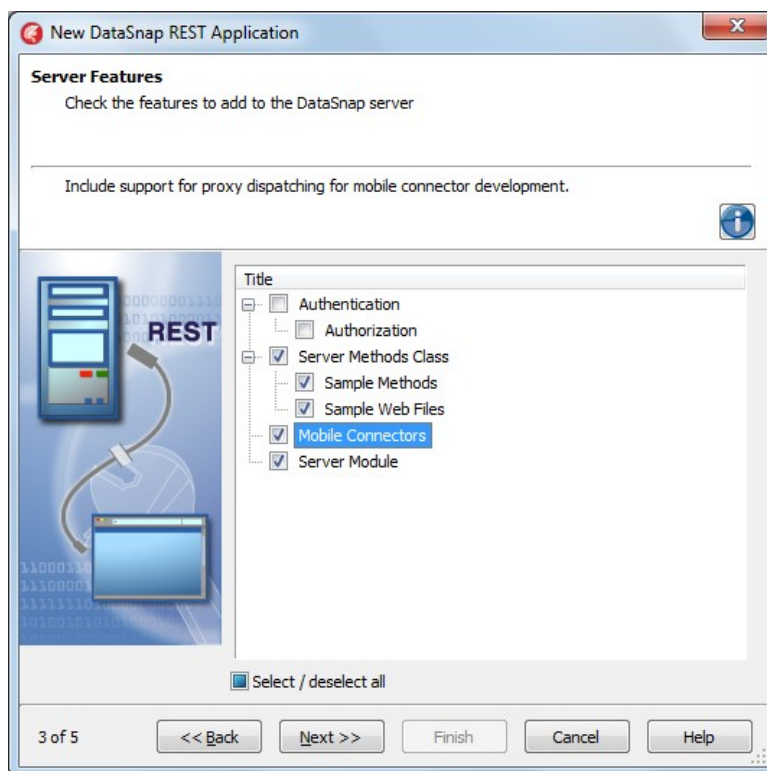 New DataSnap REST Application
Server Features
Check the features to add to the DataSnap server
Include support for proxy dispatching for mobile connector development.
REST
Title
Authentication
Authorization
Server Methods Class
Sample Methods
Sample Web Files
Mobile Connectors
Server Module
Select / deselect all
3 of 5
<< Back
Next >>
Finish
Cancel
Help